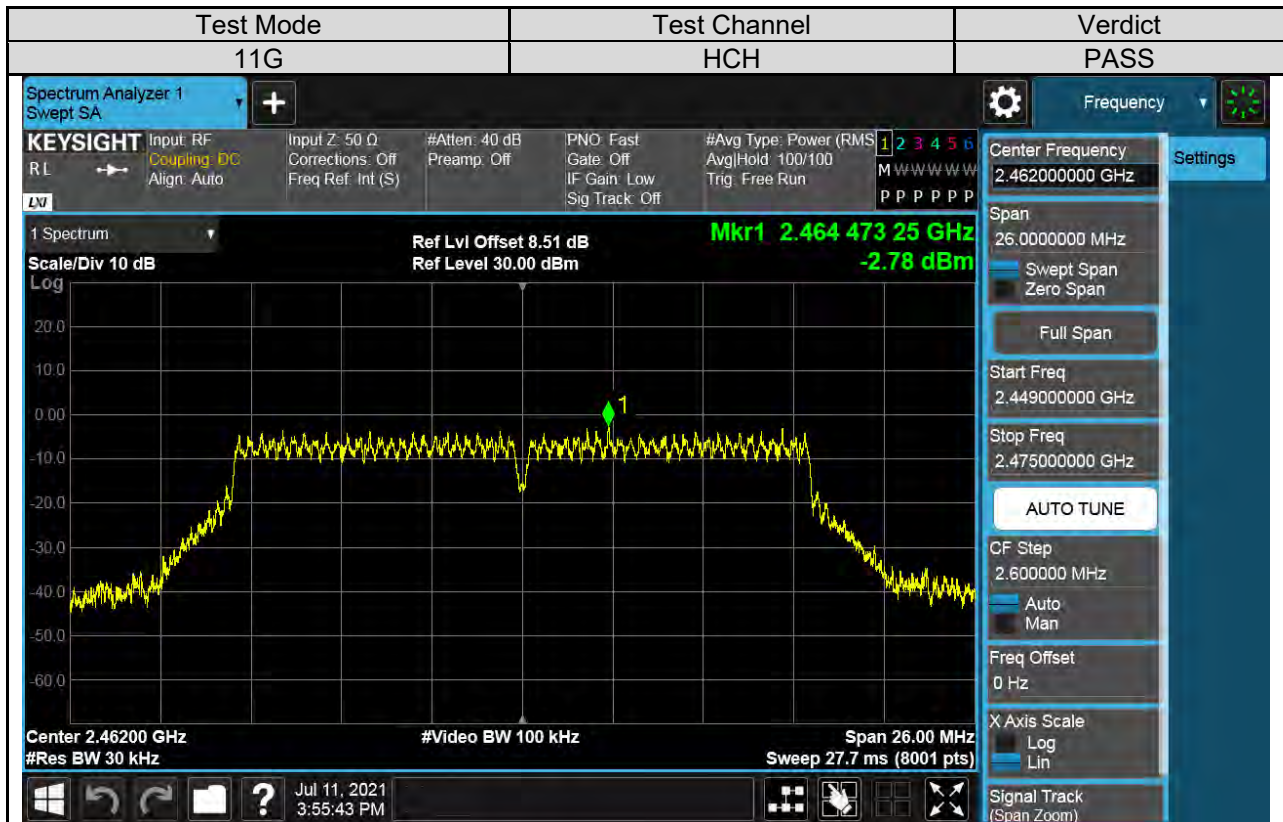 Test Mode Test Channel Verdict
11G HCH PASS
Spectrum Analyzer 1
Swept SA
+
Frequency
KEYSIGHT
R L
LXI
Input: RF
Coupling: DC
Align: Auto
Input Z: 50 Ω
Corrections: Off
Freq Ref: Int (S)
#Atten: 40 dB
Preamp: Off
PNO: Fast
Gate: Off
IF Gain: Low
Sig Track: Off
#Avg Type: Power (RMS
Avg|Hold: 100/100
Trig: Free Run
1 2 3 4 5 6
M W W W W W
P P P P P P
1 Spectrum
Scale/Div 10 dB
Ref Lvl Offset 8.51 dB
Ref Level 30.00 dBm
Mkr1 2.464 473 25 GHz
-2.78 dBm
Log
20.0
10.0
0.00
-10.0
-20.0
-30.0
-40.0
-50.0
-60.0
1
Center 2.46200 GHz
#Res BW 30 kHz
#Video BW 100 kHz
Span 26.00 MHz
Sweep 27.7 ms (8001 pts)
?
Jul 11, 2021
3:55:43 PM
Center Frequency
2.462000000 GHz
Settings
Span
26.0000000 MHz
Swept Span
Zero Span
Full Span
Start Freq
2.449000000 GHz
Stop Freq
2.475000000 GHz
AUTO TUNE
CF Step
2.600000 MHz
Auto
Man
Freq Offset
0 Hz
X Axis Scale
Log
Lin
Signal Track
(Span Zoom)